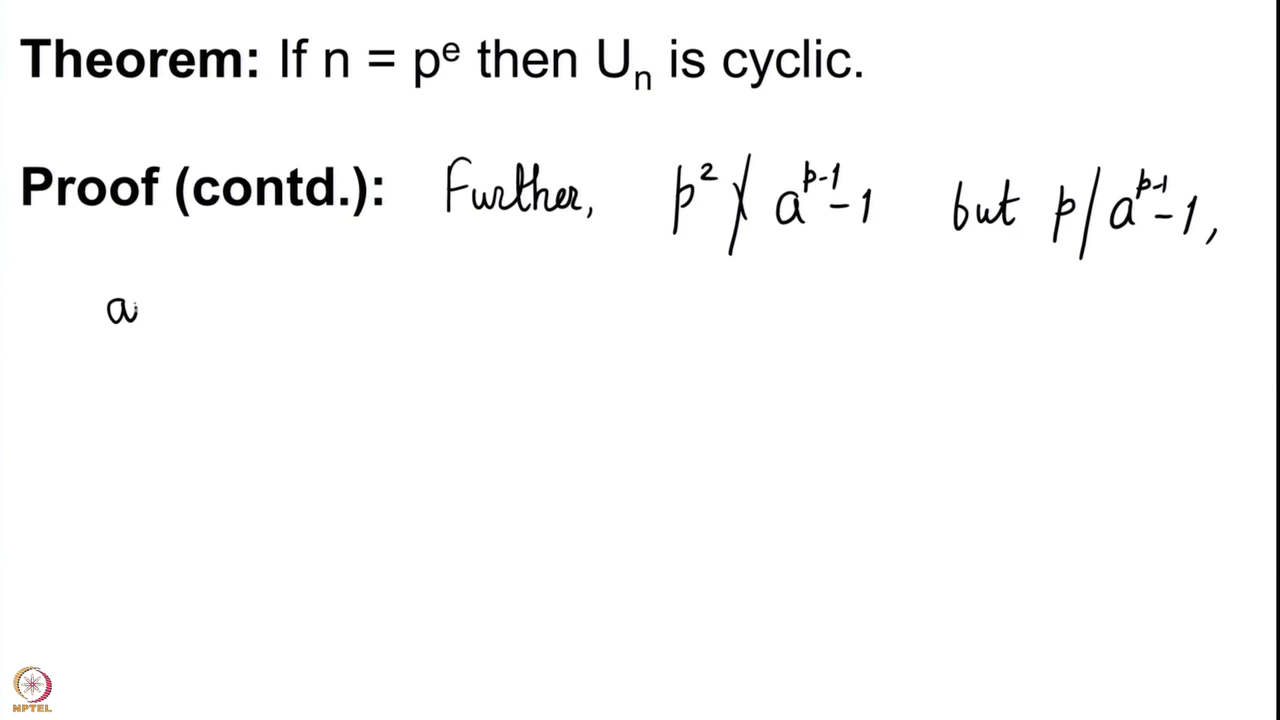 Theorem: If n = pᵉ then Uₙ is cyclic.
Proof (contd.): Further, p² ∤ aᵖ⁻¹ - 1 but p | aᵖ⁻¹ - 1,
a
NPTEL